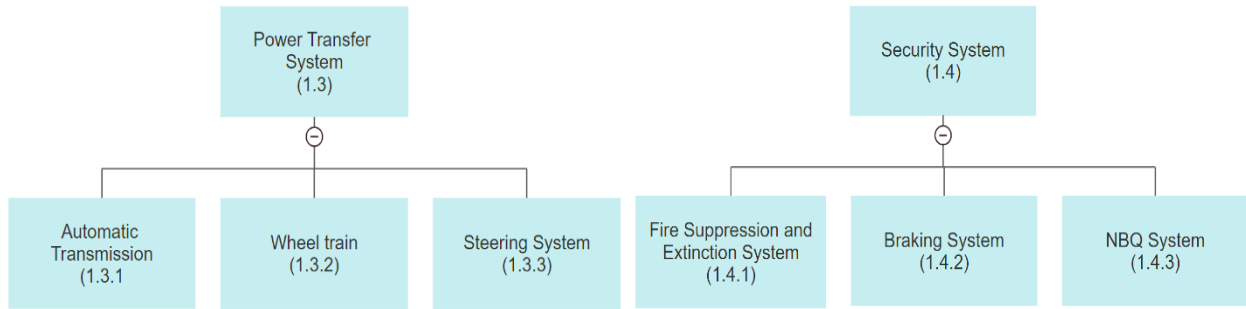 Power Transfer
System
(1.3)
Security System
(1.4)
Automatic
Transmission
(1.3.1
Wheel train
(1.3.2)
Steering System
(1.3.3)
Fire Suppression and
Extinction System
(1.4.1)
Braking System
(1.4.2)
NBQ System
(1.4.3)